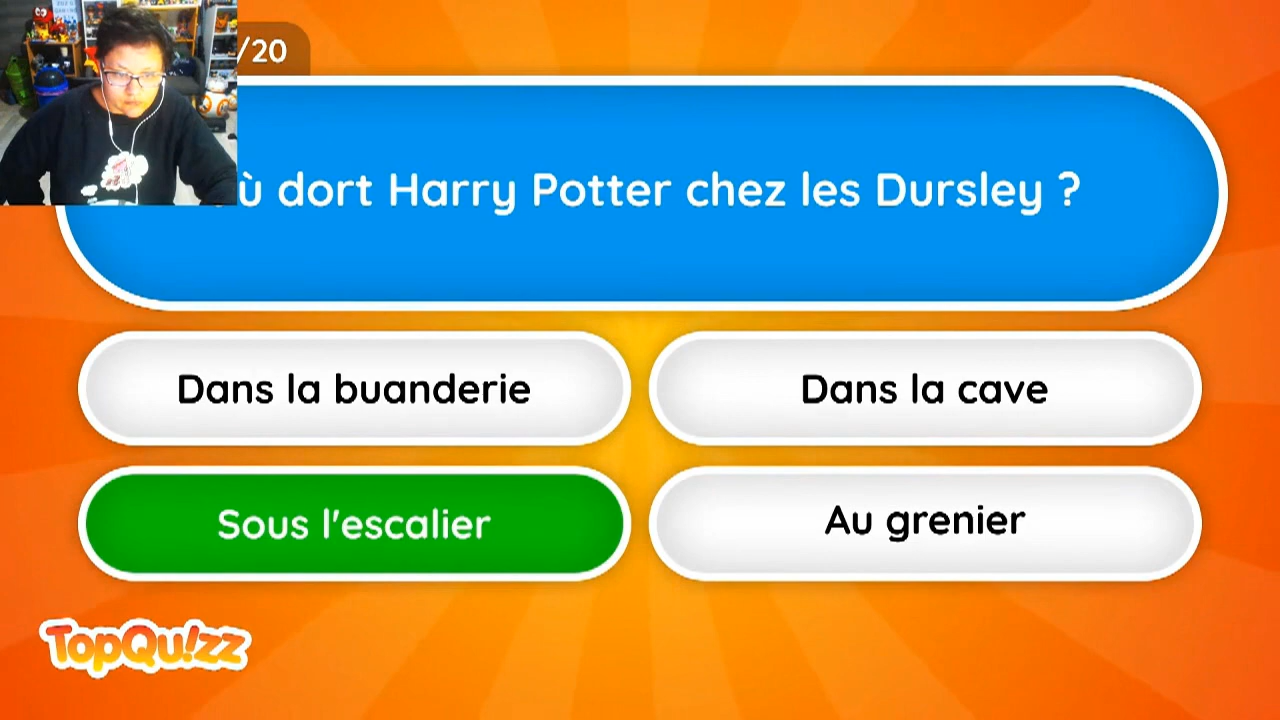 /20
ù dort Harry Potter chez les Dursley ?
Dans la buanderie
Dans la cave
Sous l'escalier
Au grenier
TopQu!zz